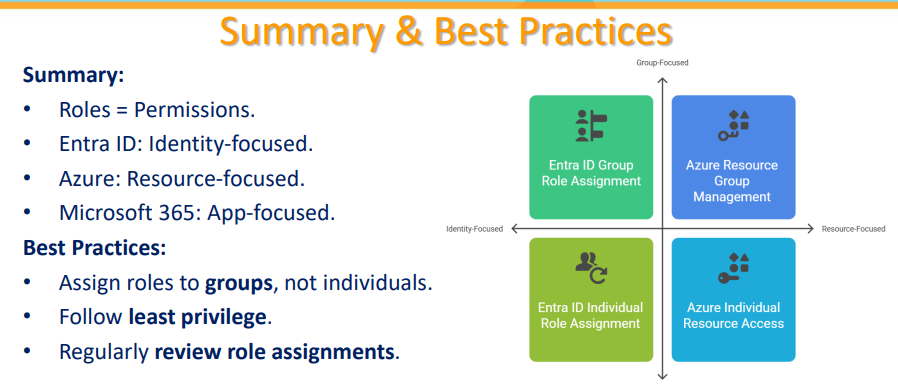 Summary & Best Practices
Summary:
• Roles = Permissions.
• Entra ID: Identity-focused.
• Azure: Resource-focused.
• Microsoft 365: App-focused.
Best Practices:
• Assign roles to groups, not individuals.
• Follow least privilege.
• Regularly review role assignments.
Group-Focused
Entra ID Group
Role Assignment
Azure Resource
Group
Management
Identity-Focused
Resource-Focused
Entra ID Individual
Role Assignment
Azure Individual
Resource Access